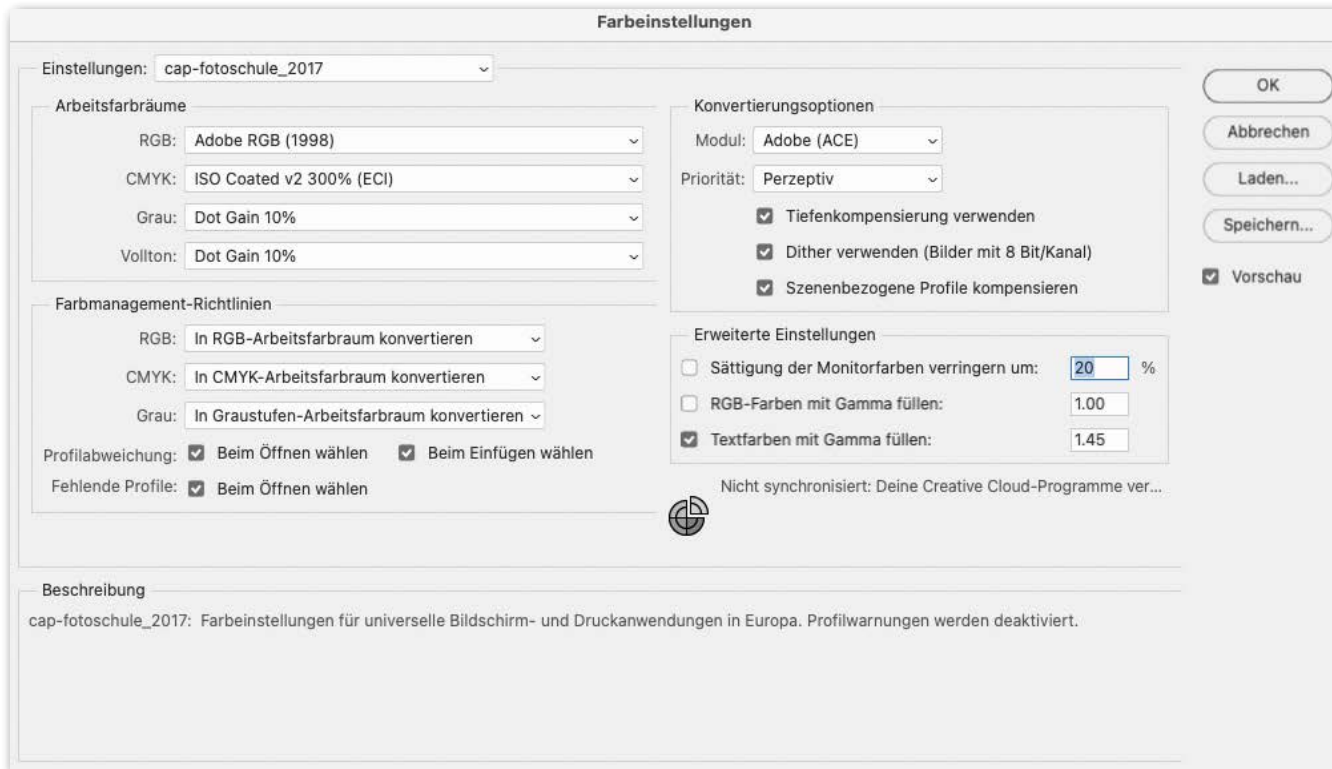 Farbeinstellungen
Einstellungen: cap-fotoschule_2017
Arbeitsfarbräume
RGB: Adobe RGB (1998)
CMYK: ISO Coated v2 300% (ECI)
Grau: Dot Gain 10%
Vollton: Dot Gain 10%
Farbmanagement-Richtlinien
RGB: In RGB-Arbeitsfarbraum konvertieren
CMYK: In CMYK-Arbeitsfarbraum konvertieren
Grau: In Graustufen-Arbeitsfarbraum konvertieren
Profilabweichung: Beim Öffnen wählen Beim Einfügen wählen
Fehlende Profile: Beim Öffnen wählen
Konvertierungsoptionen
Modul: Adobe (ACE)
Priorität: Perzeptiv
Tiefenkompensierung verwenden
Dither verwenden (Bilder mit 8 Bit/Kanal)
Szenenbezogene Profile kompensieren
Erweiterte Einstellungen
Sättigung der Monitorfarben verringern um: 20 %
RGB-Farben mit Gamma füllen: 1.00
Textfarben mit Gamma füllen: 1.45
Nicht synchronisiert: Deine Creative Cloud-Programme ver...
OK
Abbrechen
Laden...
Speichern...
Vorschau
Beschreibung
cap-fotoschule_2017: Farbeinstellungen für universelle Bildschirm- und Druckanwendungen in Europa. Profilwarnungen werden deaktiviert.